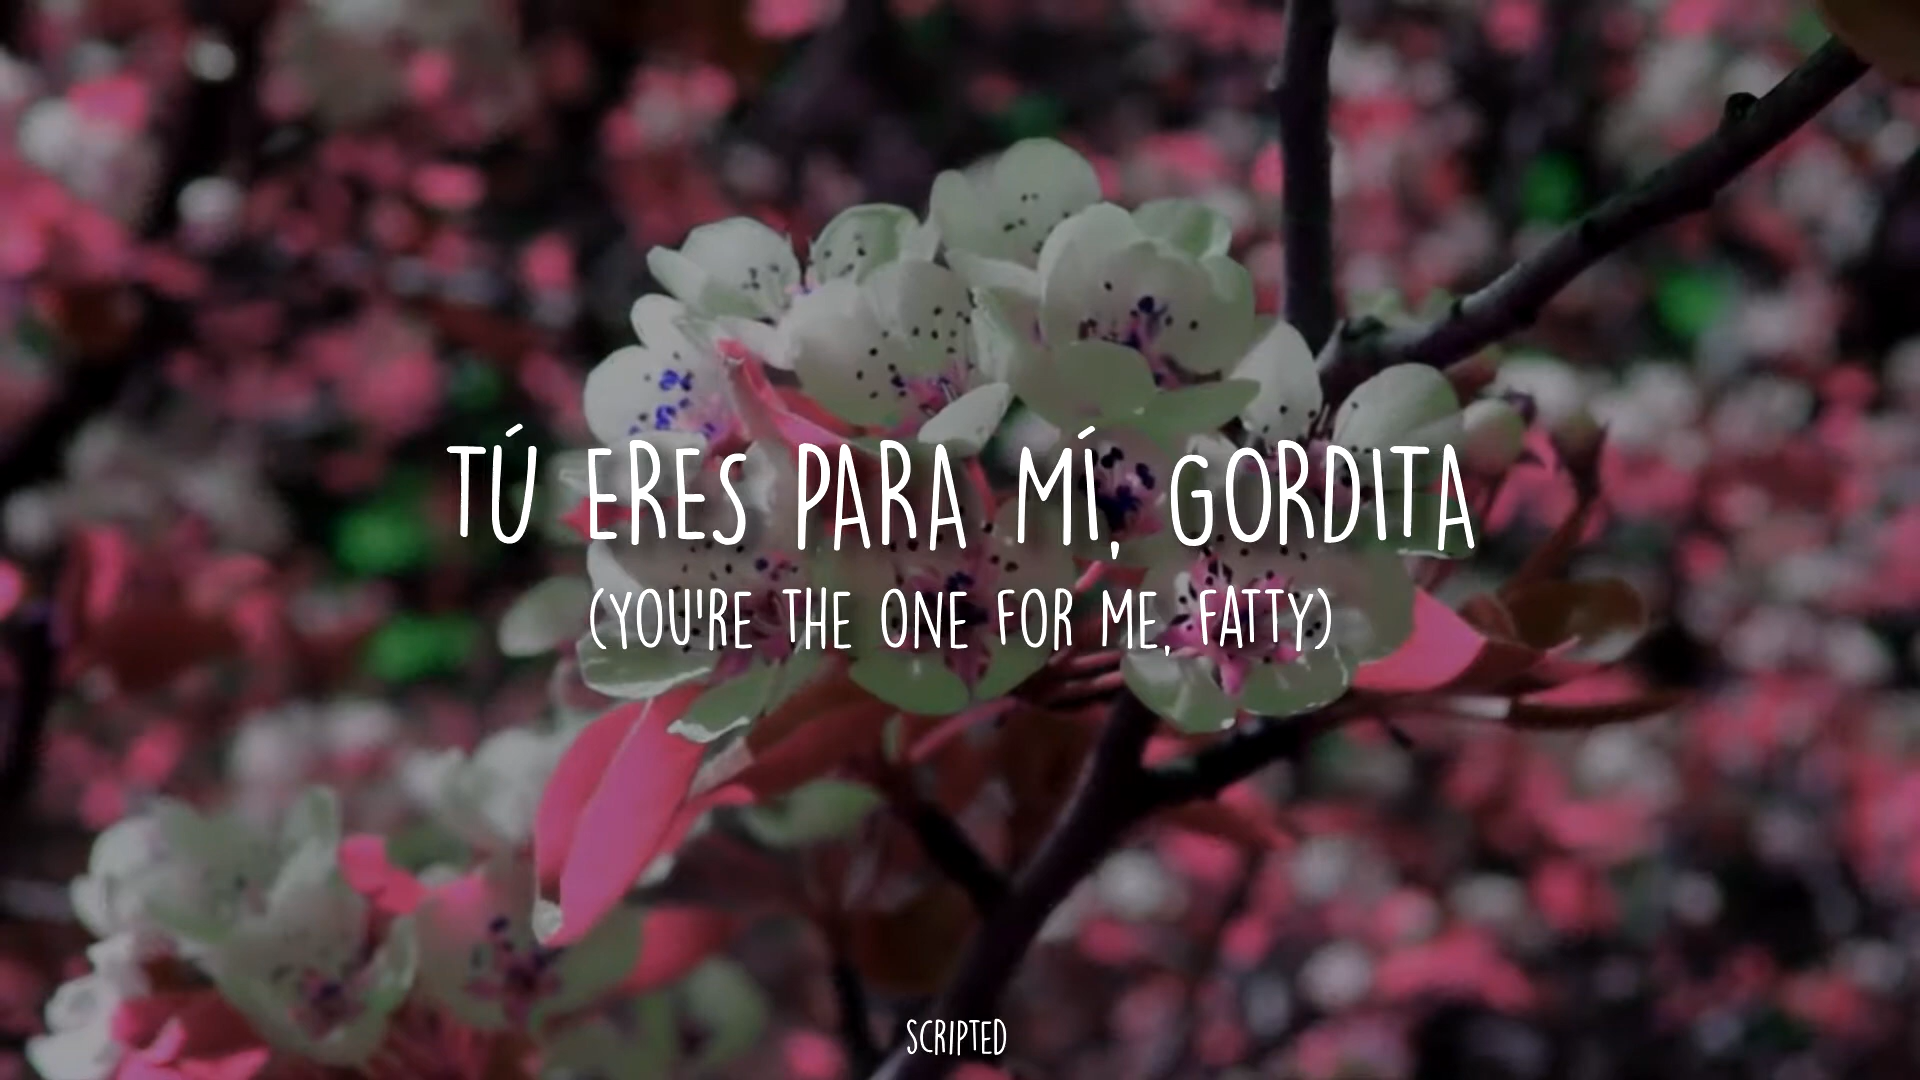 TÚ ERES PARA MÍ, GORDITA
(YOU'RE THE ONE FOR ME, FATTY)
SCRIPTED